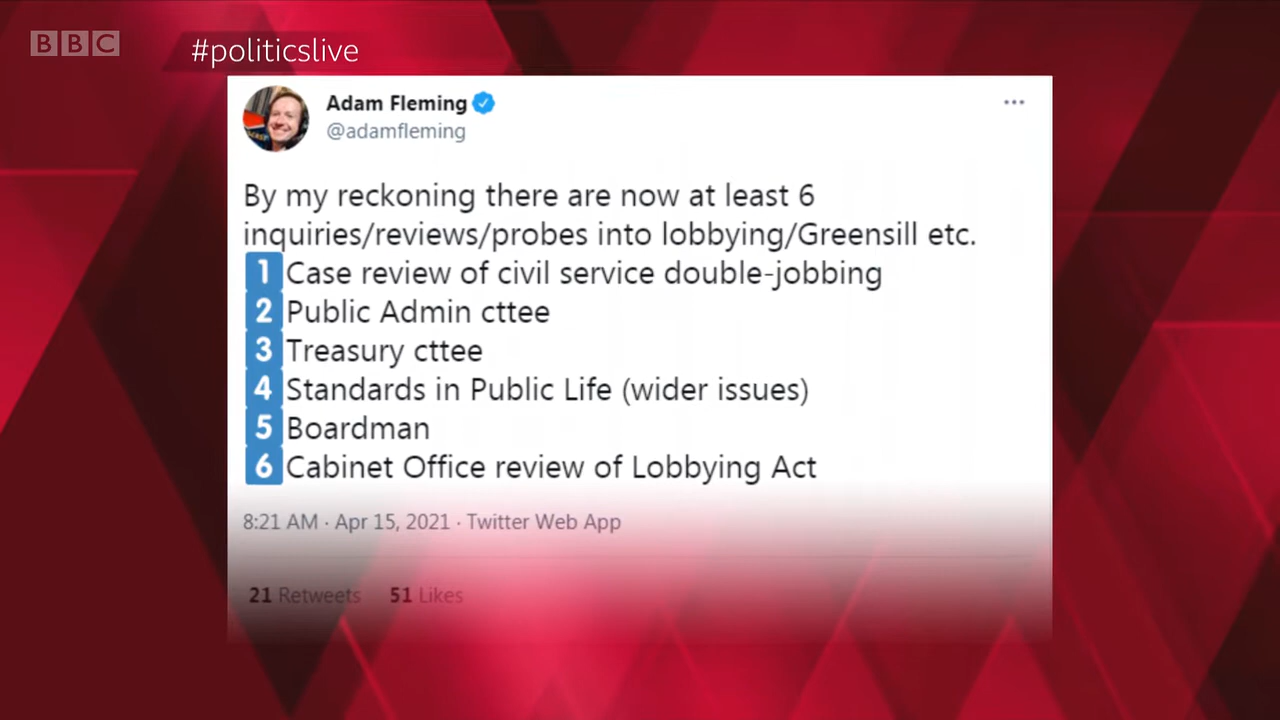 BBC
#politicslive
Adam Fleming
@adamfleming
By my reckoning there are now at least 6
inquiries/reviews/probes into lobbying/Greensill etc.
1 Case review of civil service double-jobbing
2 Public Admin cttee
3 Treasury cttee
4 Standards in Public Life (wider issues)
5 Boardman
6 Cabinet Office review of Lobbying Act
8:21 AM · Apr 15, 2021 · Twitter Web App
21 Retweets 51 Likes